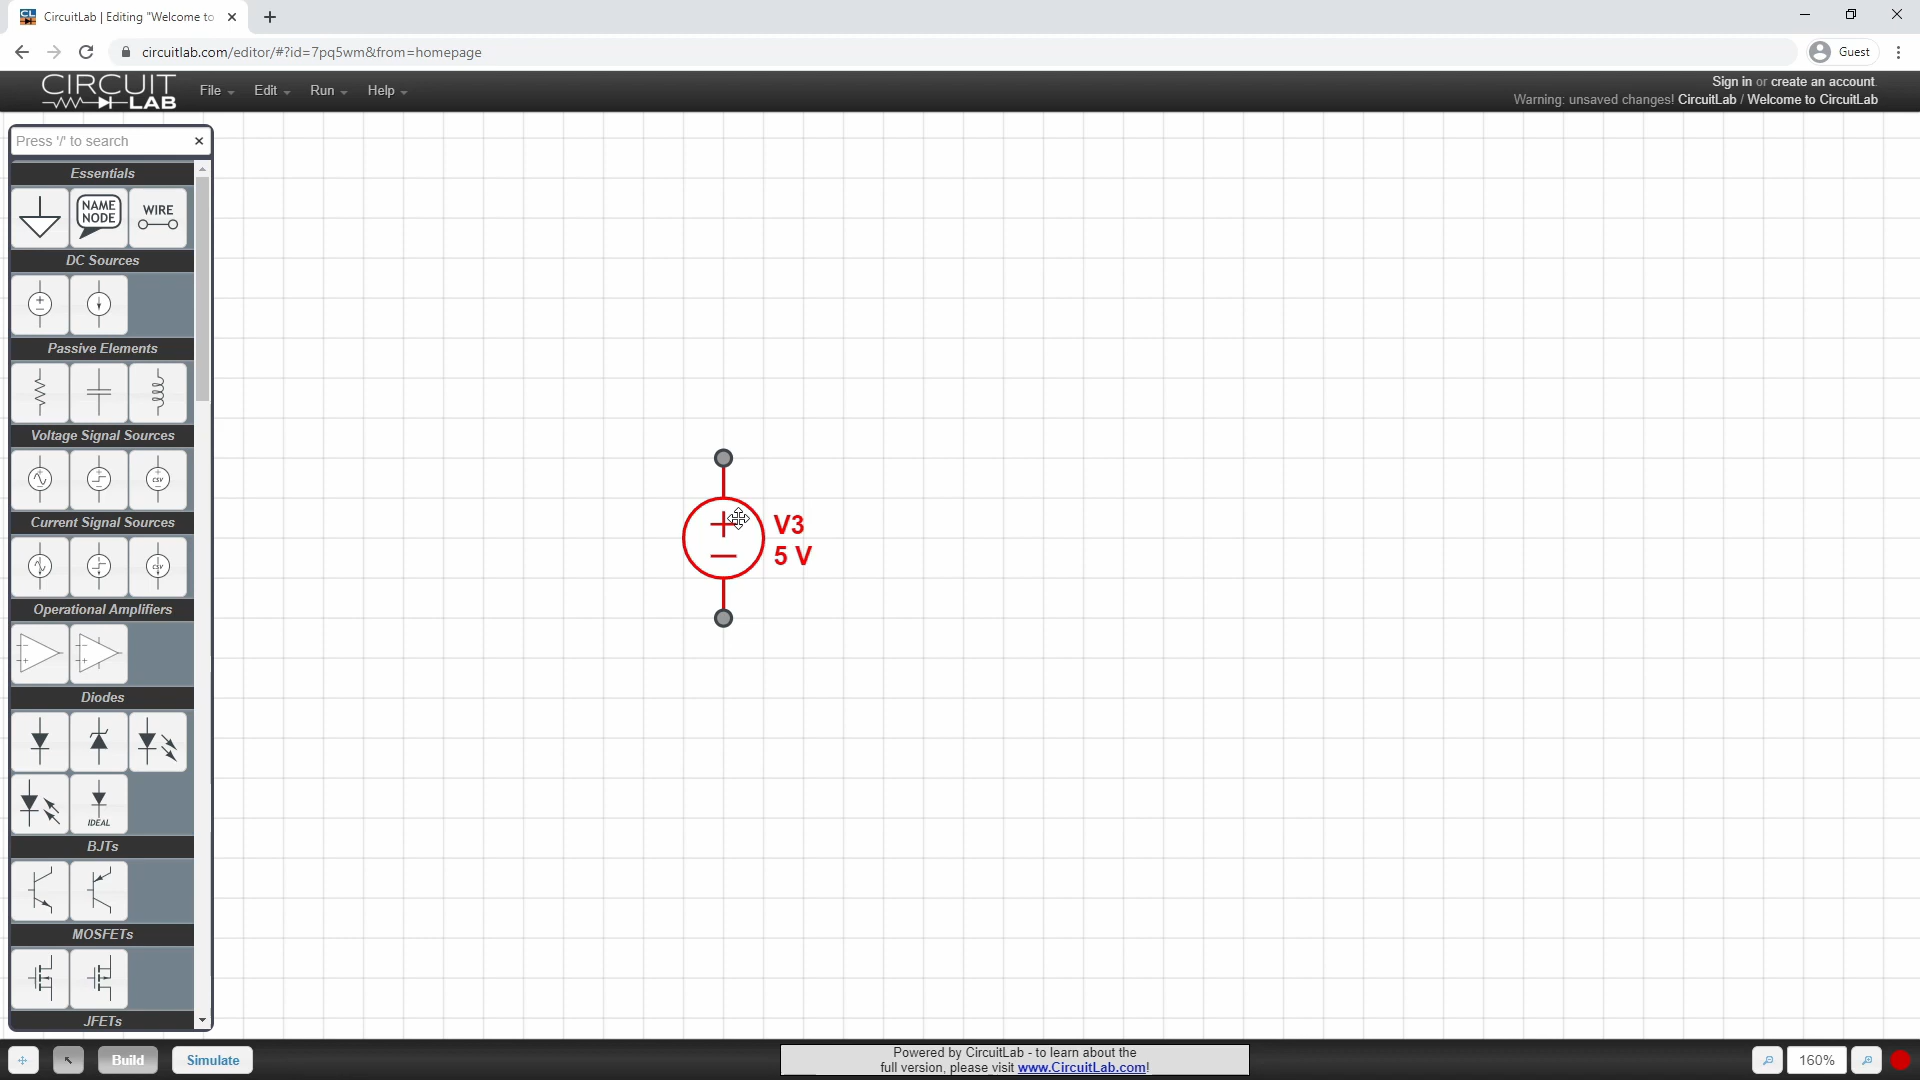 CircuitLab | Editing "Welcome to
circuitlab.com/editor/#?id=7pq5wm&from=homepage
Guest
CIRCUIT
LAB
File
Edit
Run
Help
Sign in or create an account.
Warning: unsaved changes! CircuitLab / Welcome to CircuitLab
Press '/' to search
Essentials
NAME
NODE
WIRE
DC Sources
Passive Elements
Voltage Signal Sources
CSV
Current Signal Sources
CSV
Operational Amplifiers
Diodes
IDEAL
BJTs
MOSFETs
JFETs
V3
5 V
Build
Simulate
Powered by CircuitLab - to learn about the
full version, please visit www.CircuitLab.com!
160%